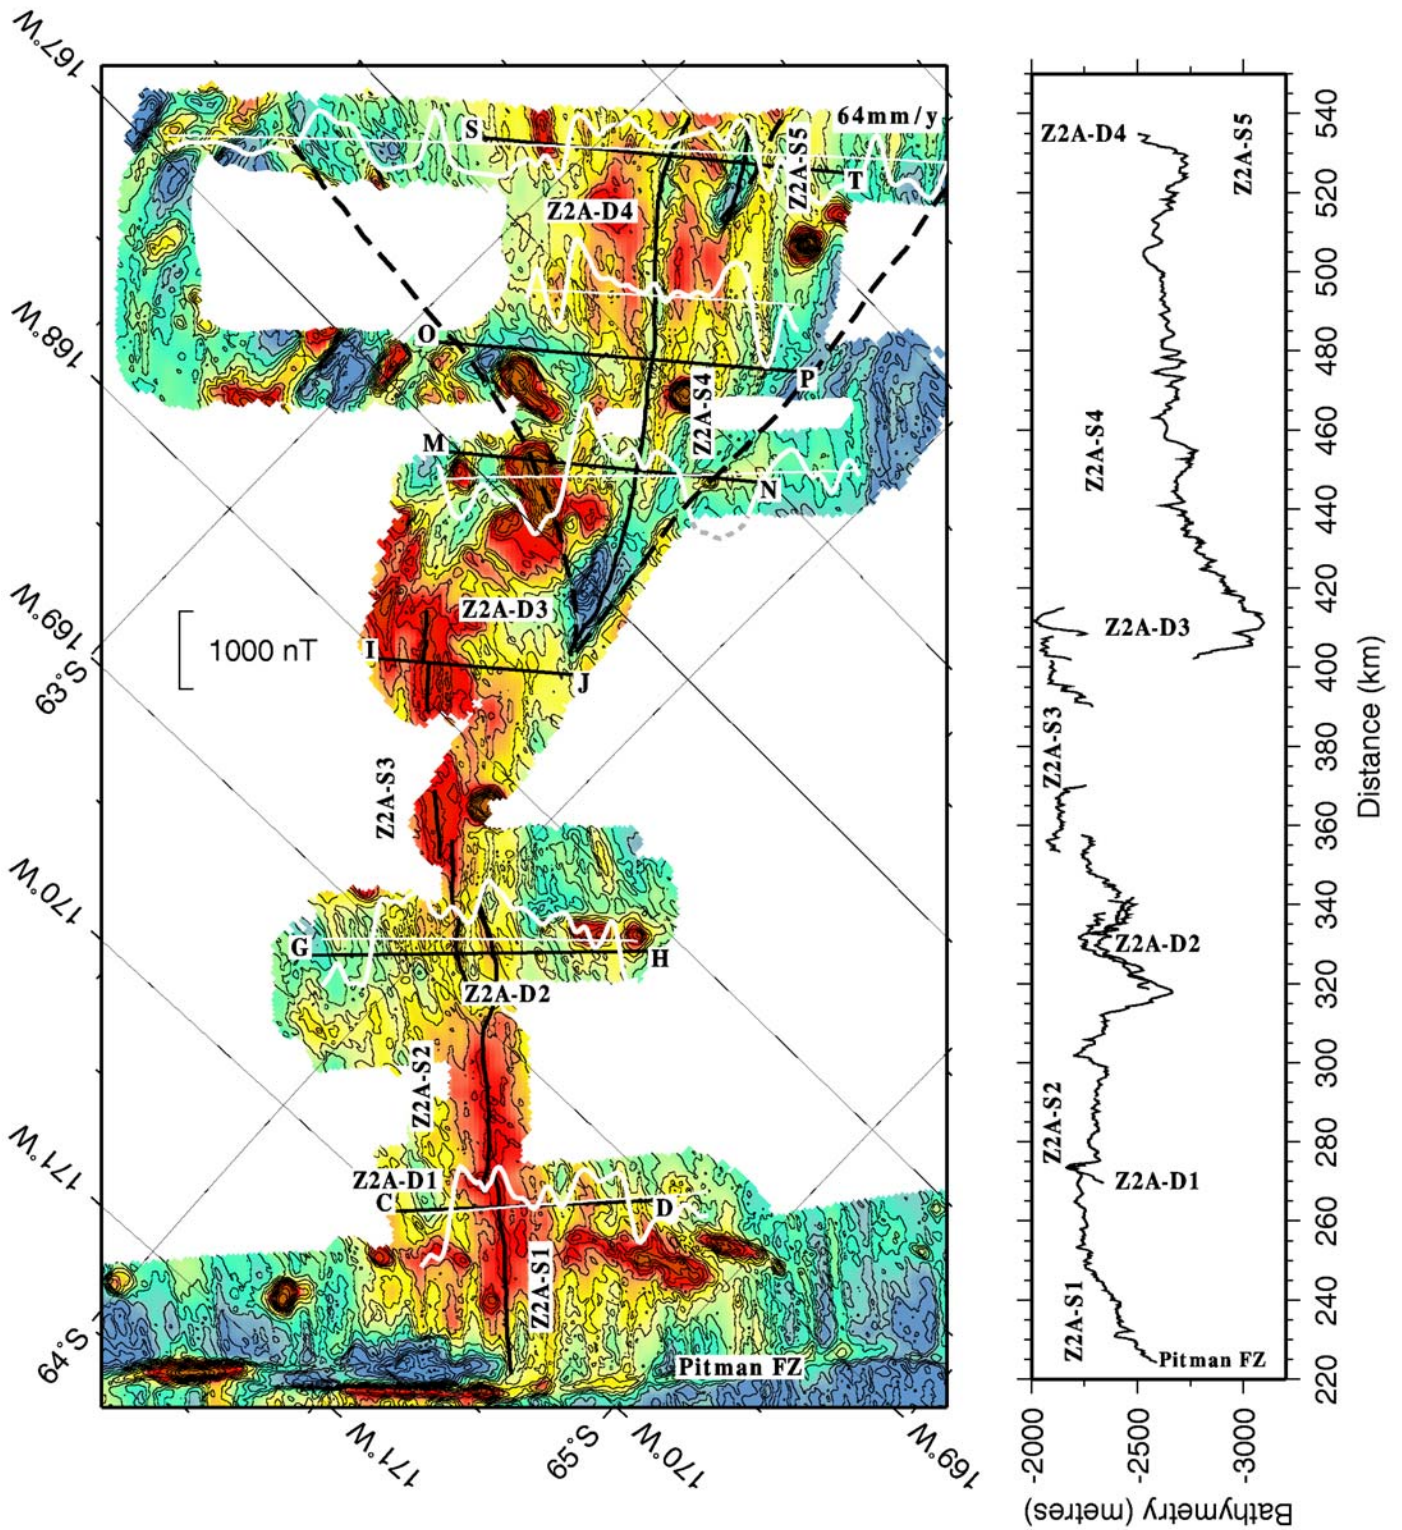 167°W
168°W
169°W
63°S
170°W
171°W
64°S
171°W
65°S
170°W
169°W
64mm/y
S
T
Z2A-S5
Z2A-D4
O
P
Z2A-S4
M
N
Z2A-D3
I
J
1000 nT
Z2A-S3
G
H
Z2A-D2
Z2A-S2
Z2A-D1
C
D
Z2A-S1
Pitman FZ
Z2A-D4
Z2A-S5
Z2A-S4
Z2A-D3
Z2A-S3
Z2A-D2
Z2A-S2
Z2A-D1
Z2A-S1
Pitman FZ
540
520
500
480
460
440
420
400
380
360
340
320
300
280
260
240
220
Distance (km)
-2000
-2500
-3000
Bathymetry (metres)